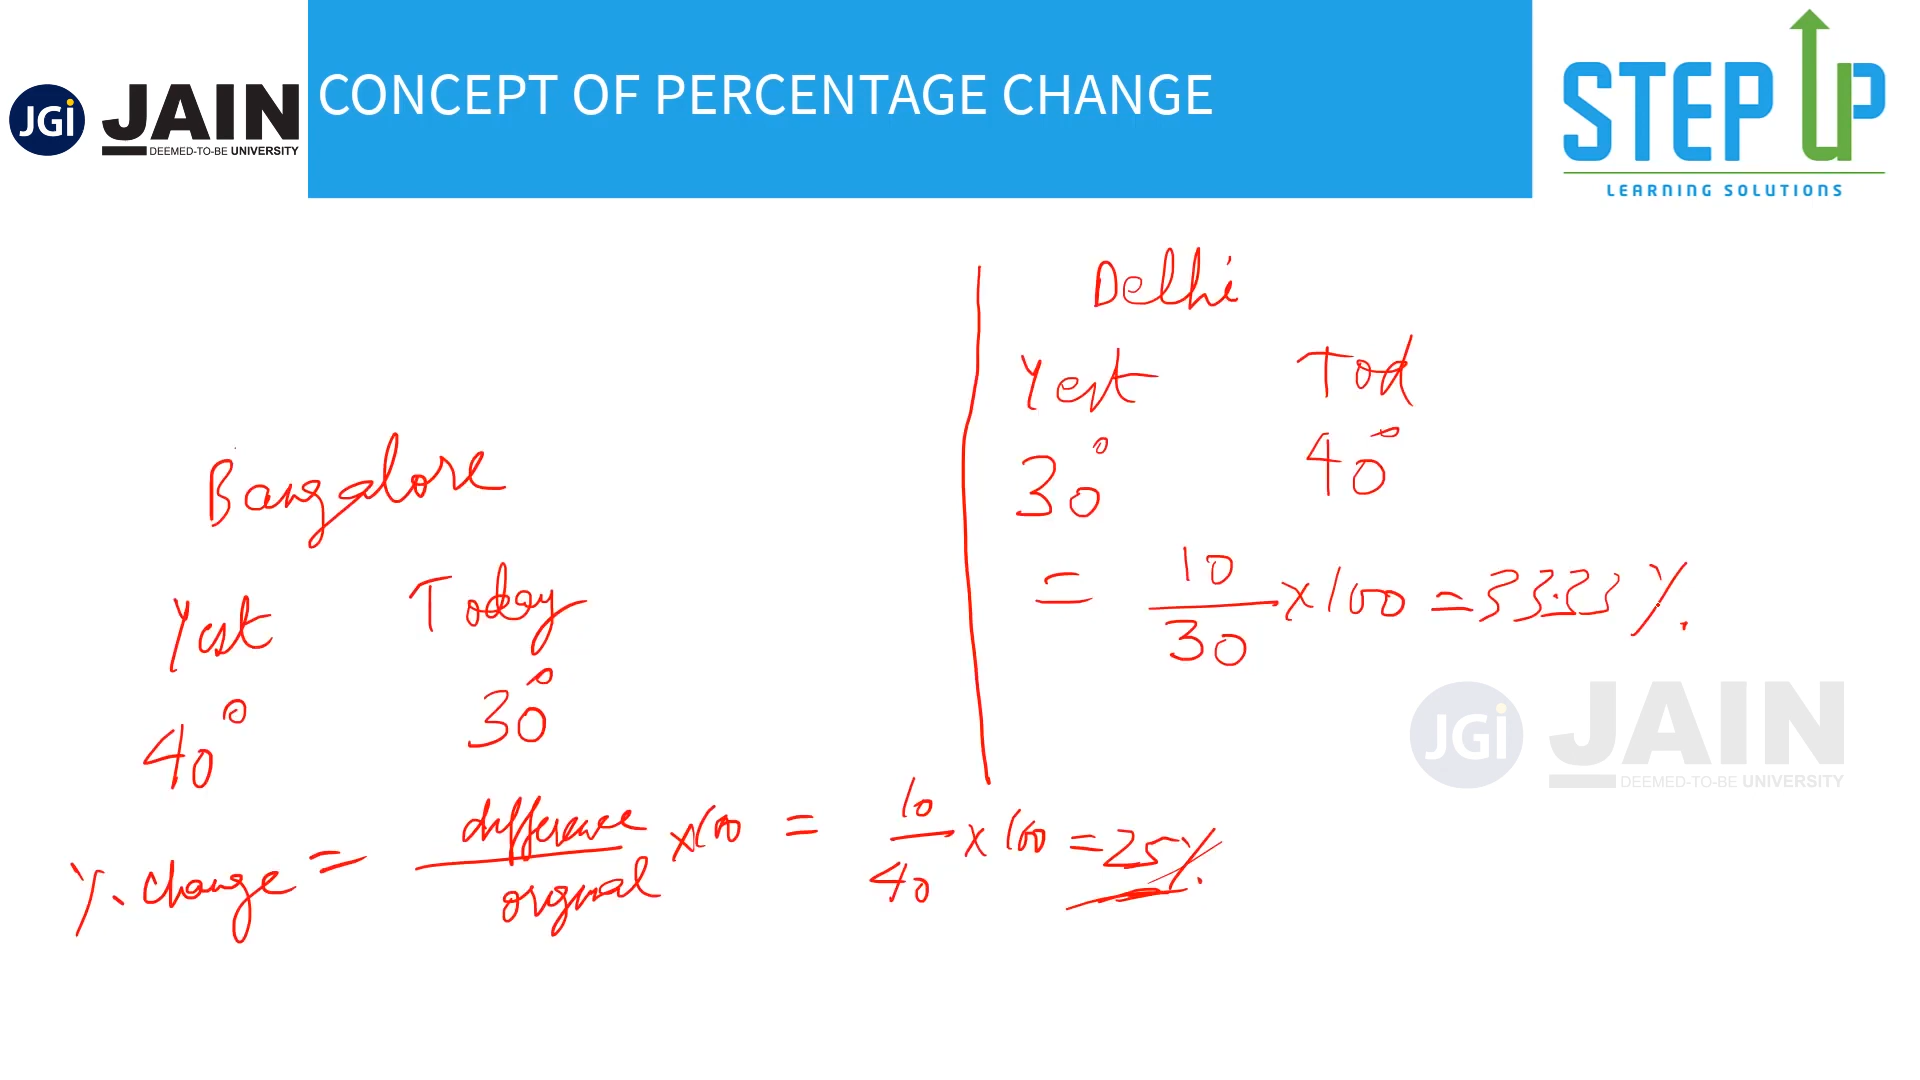 JGi JAIN
DEEMED-TO-BE UNIVERSITY
CONCEPT OF PERCENTAGE CHANGE
STEP UP
LEARNING SOLUTIONS
Bangalore
Yest Today
40° 30°
%. change = difference / orginal x100 = 10 / 40 x 100 = 25%.
Delhi
Yest Tod
30° 40°
= 10 / 30 x 100 = 33.33 %.
JGi JAIN
DEEMED-TO-BE UNIVERSITY